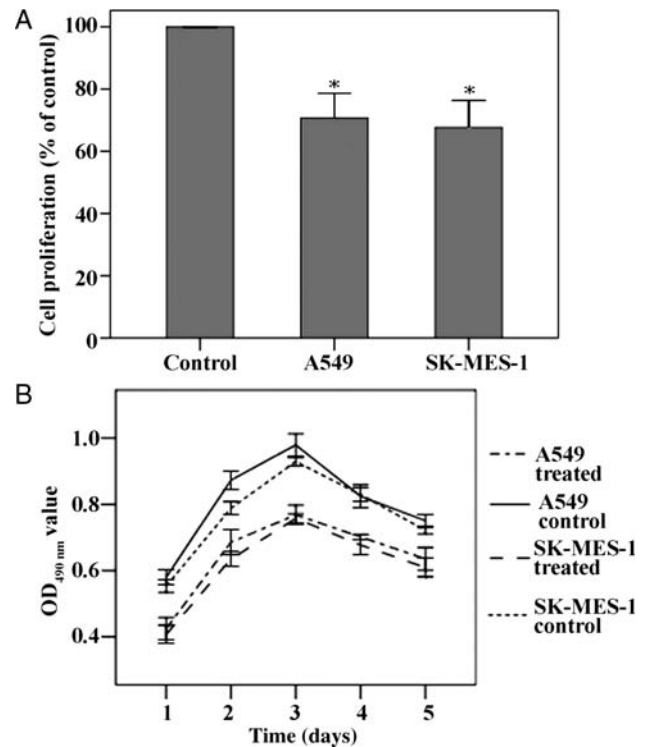 A
Cell proliferation (% of control)
100
80
60
40
20
0
*
*
Control A549 SK-MES-1
B
OD490 nm value
1.0
0.8
0.6
0.4
1 2 3 4 5
Time (days)
A549
treated
A549
control
SK-MES-1
treated
SK-MES-1
control